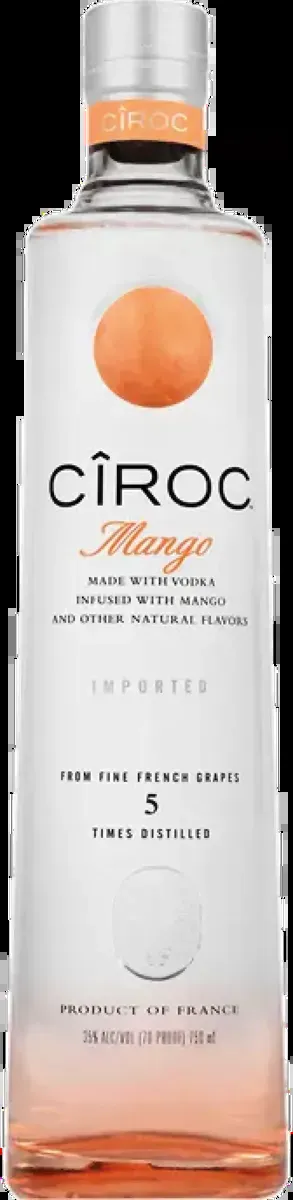 CÎROC
CÎROC
Mango
MADE WITH VODKA
INFUSED WITH MANGO
AND OTHER NATURAL FLAVORS
IMPORTED
FROM FINE FRENCH GRAPES
5
TIMES DISTILLED
PRODUCT OF FRANCE
35% ALC/VOL (70 PROOF) 750 ml